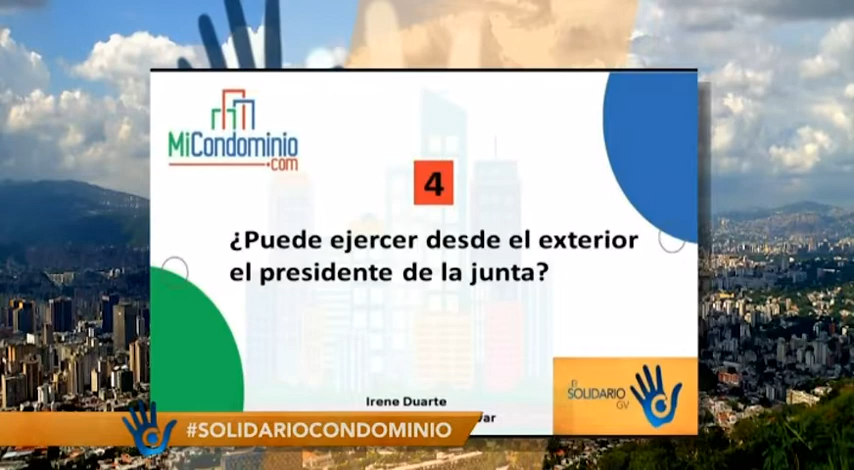 MiCondominio
.com
4
¿Puede ejercer desde el exterior
el presidente de la junta?
Irene Duarte
EL
SOLIDARIO
GV
#SOLIDARIOCONDOMINIO